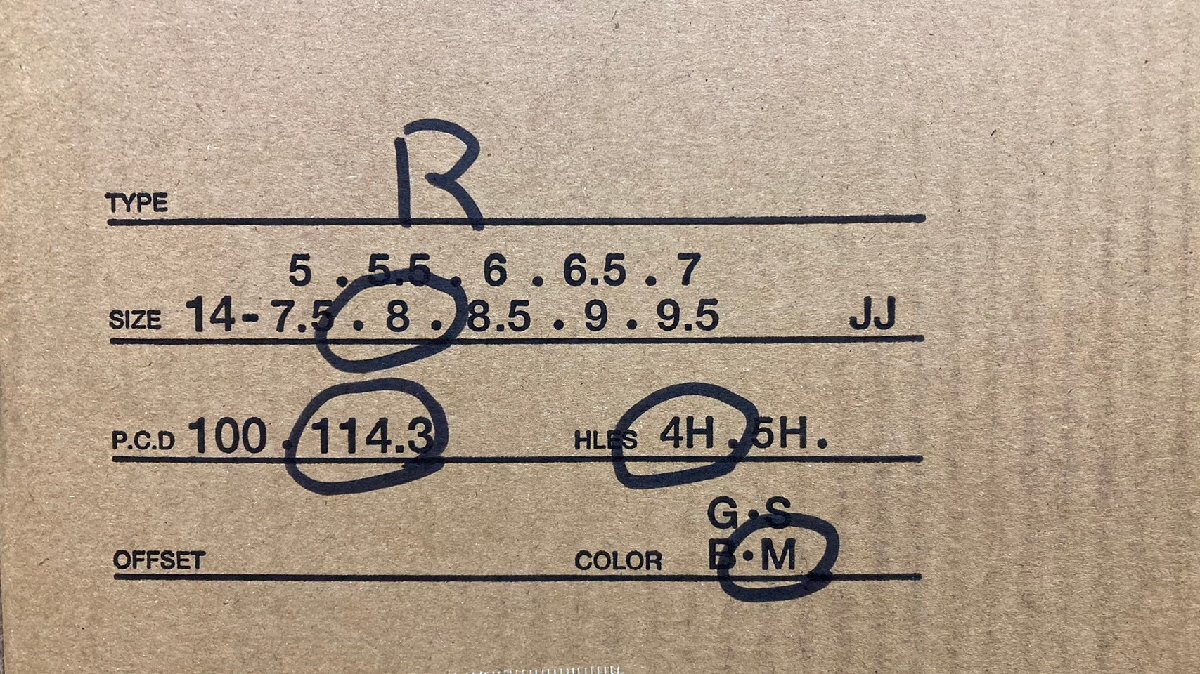 TYPE R
5 . 5.5 . 6 . 6.5 . 7
SIZE 14-7.5 . 8 . 8.5 . 9 . 9.5 JJ
P.C.D 100 . 114.3 HLES 4H . 5H .
G・S
OFFSET COLOR B・M